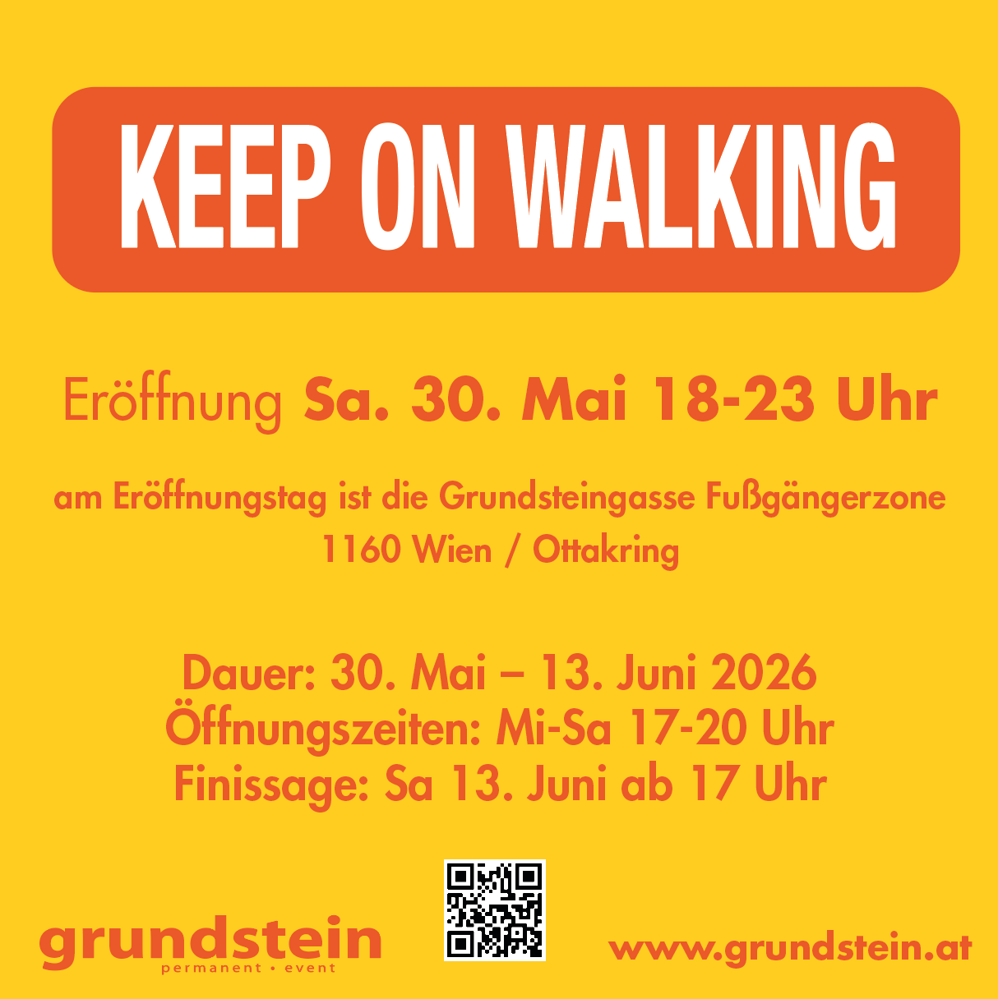 KEEP ON WALKING
Eröffnung Sa. 30. Mai 18-23 Uhr
am Eröffnungstag ist die Grundsteingasse Fußgängerzone
1160 Wien / Ottakring
Dauer: 30. Mai – 13. Juni 2026
Öffnungszeiten: Mi-Sa 17-20 Uhr
Finissage: Sa 13. Juni ab 17 Uhr
grundstein
permanent • event
www.grundstein.at